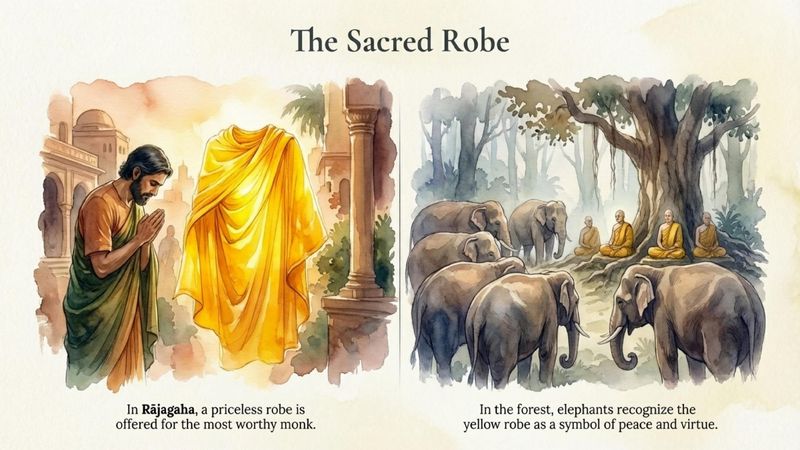 The Sacred Robe
In Rājagaha, a priceless robe is
offered for the most worthy monk.
In the forest, elephants recognize the
yellow robe as a symbol of peace and virtue.